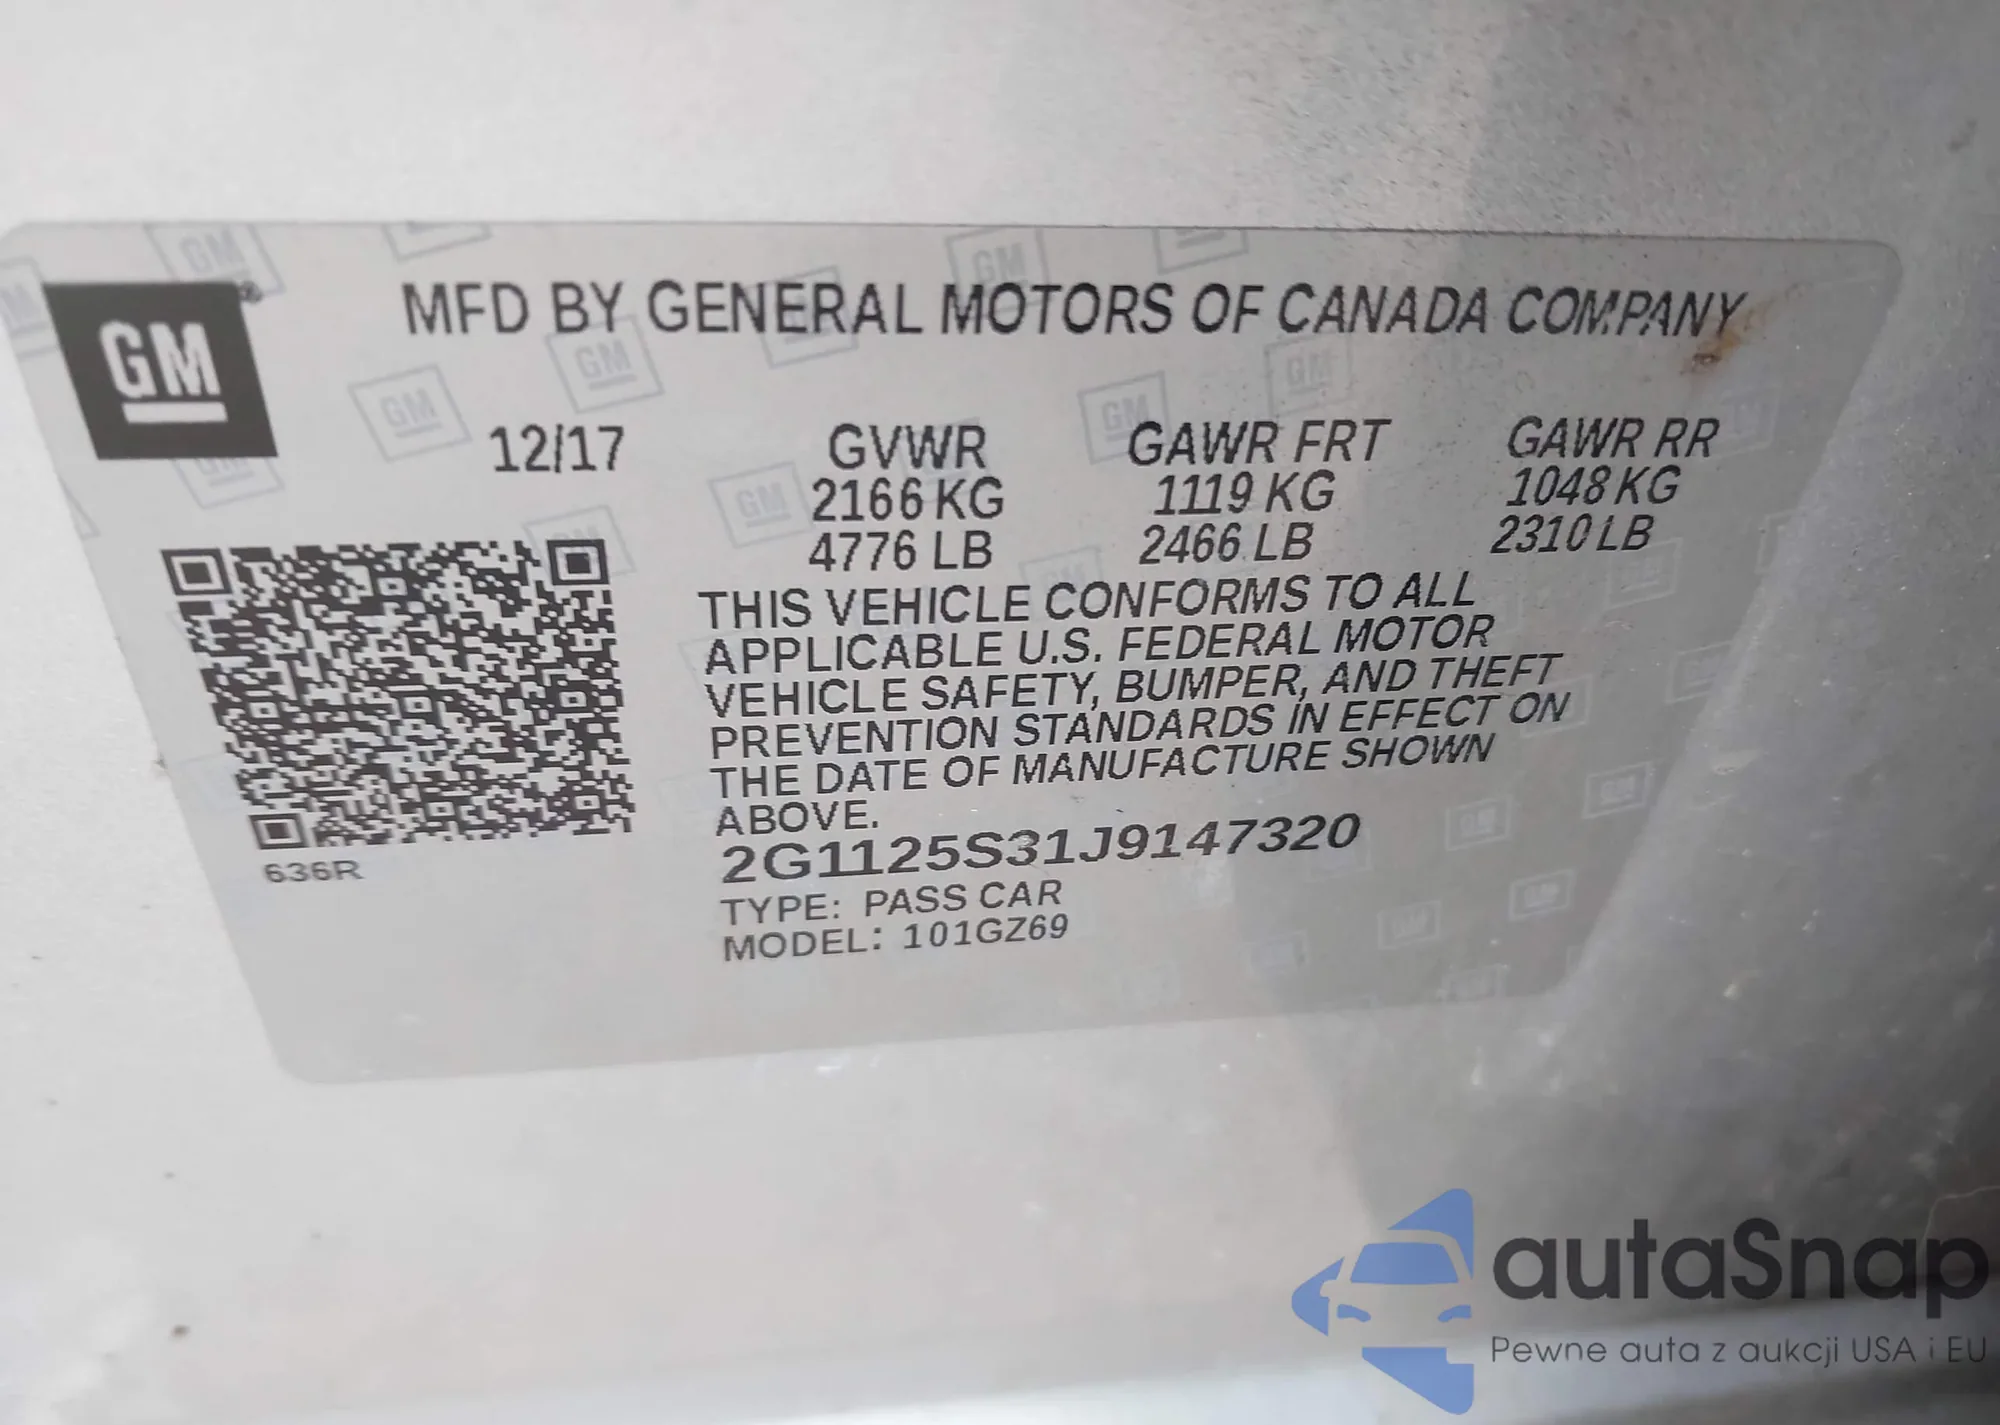 GM
®
MFD BY GENERAL MOTORS OF CANADA COMPANY
12/17
GVWR
2166 KG
4776 LB
GAWR FRT
1119 KG
2466 LB
GAWR RR
1048 KG
2310 LB
THIS VEHICLE CONFORMS TO ALL
APPLICABLE U.S. FEDERAL MOTOR
VEHICLE SAFETY, BUMPER, AND THEFT
PREVENTION STANDARDS IN EFFECT ON
THE DATE OF MANUFACTURE SHOWN
ABOVE.
2G1125S31J9147320
TYPE: PASS CAR
MODEL: 101GZ69
636R
autaSnap
Pewne auta z aukcji USA i EU